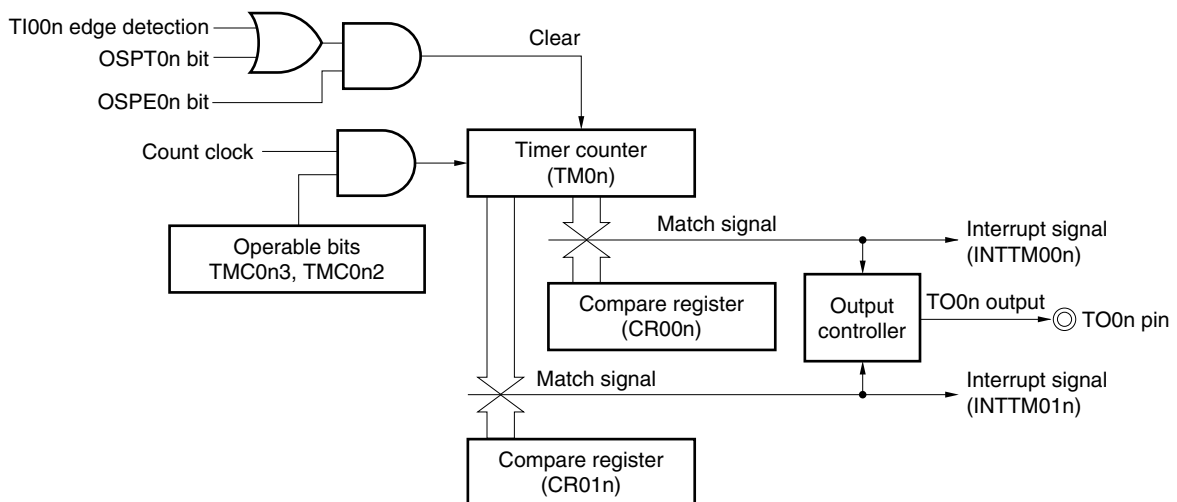 TI00n edge detection
OSPT0n bit
OSPE0n bit
Clear
Count clock
Timer counter
(TM0n)
Operable bits
TMC0n3, TMC0n2
Match signal
Interrupt signal
(INTTM00n)
Compare register
(CR00n)
Output
controller
TO0n output
TO0n pin
Match signal
Interrupt signal
(INTTM01n)
Compare register
(CR01n)